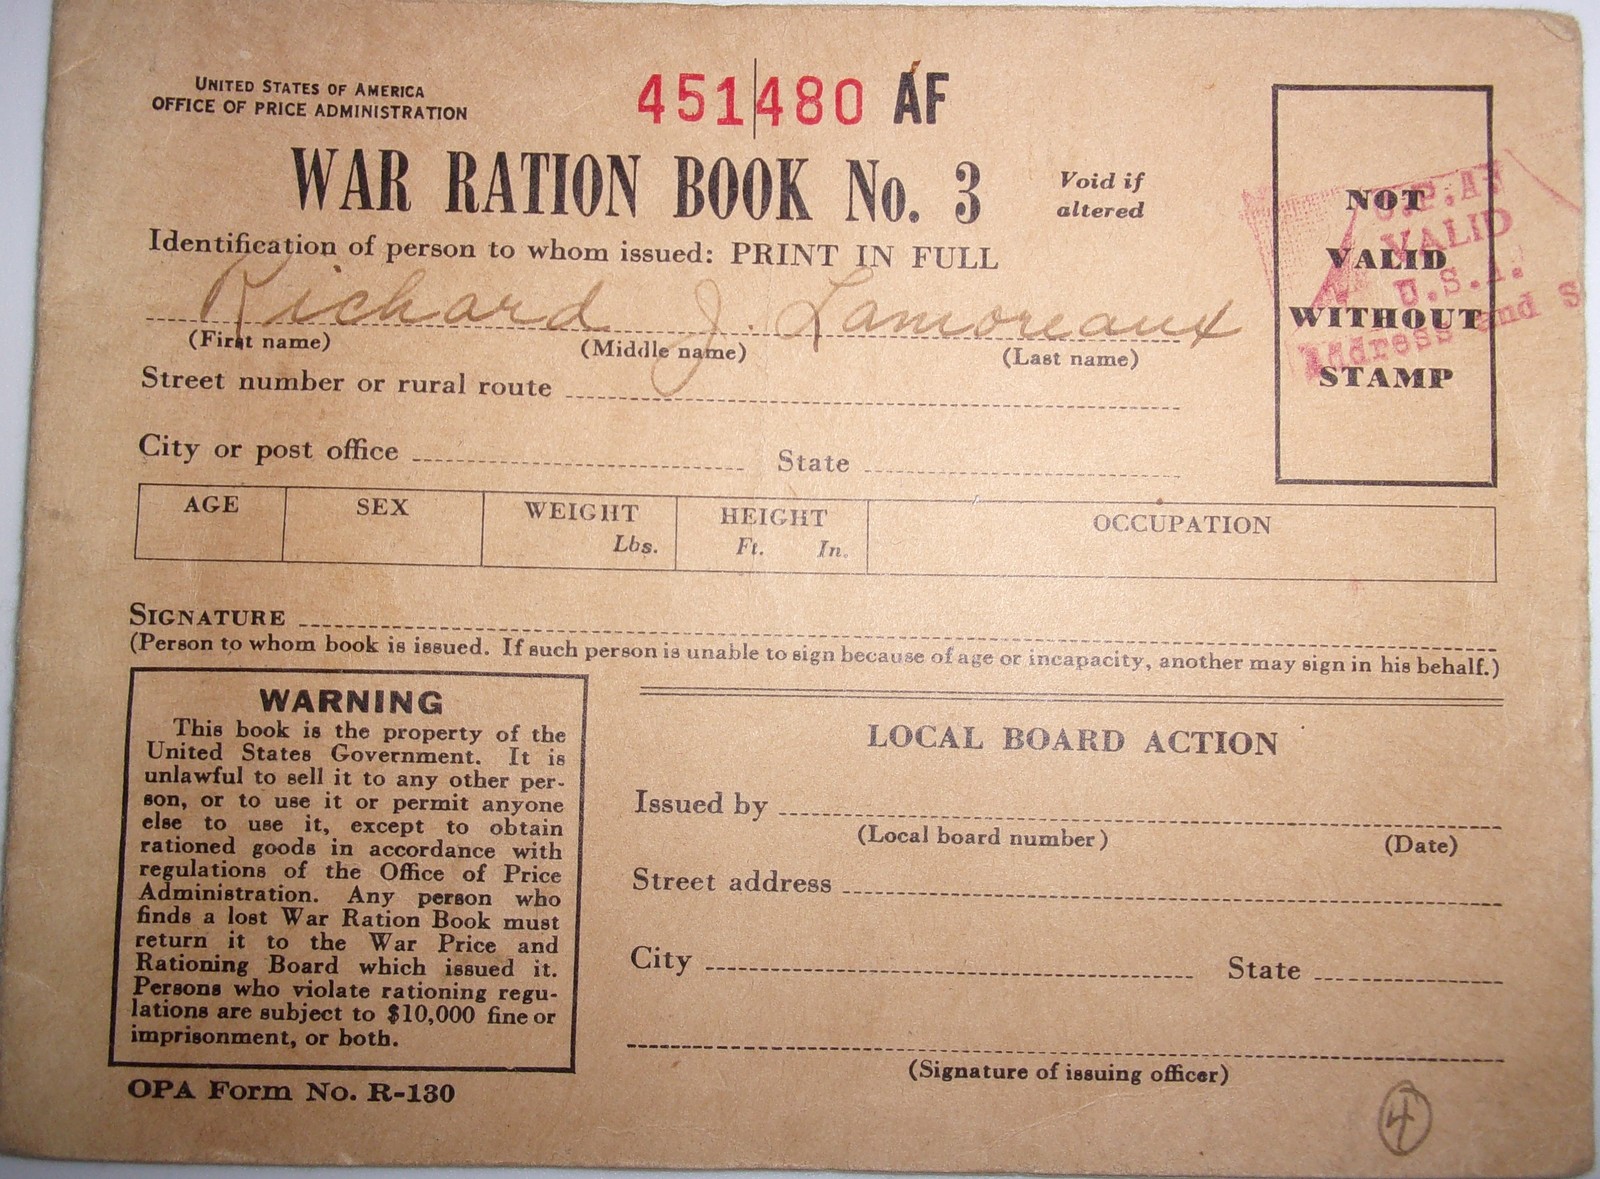 UNITED STATES OF AMERICA
OFFICE OF PRICE ADMINISTRATION
451480 AF
WAR RATION BOOK No. 3
Void if
altered
Identification of person to whom issued: PRINT IN FULL
Richard J. Lamoreaux
(First name) (Middle name) (Last name)
Street number or rural route
City or post office State
NOT
VALID
WITHOUT
STAMP
VALID
U.S.A.
Address and S
AGE SEX WEIGHT HEIGHT OCCUPATION
Lbs. Ft. In.
SIGNATURE
(Person to whom book is issued. If such person is unable to sign because of age or incapacity, another may sign in his behalf.)
WARNING
This book is the property of the
United States Government. It is
unlawful to sell it to any other per-
son, or to use it or permit anyone
else to use it, except to obtain
rationed goods in accordance with
regulations of the Office of Price
Administration. Any person who
finds a lost War Ration Book must
return it to the War Price and
Rationing Board which issued it.
Persons who violate rationing regu-
lations are subject to $10,000 fine or
imprisonment, or both.
OPA Form No. R-130
LOCAL BOARD ACTION
Issued by
(Local board number) (Date)
Street address
City State
(Signature of issuing officer)
4